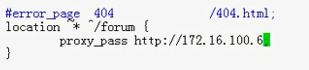 #error_page 404 /404.html;
location ~* ^/forum {
proxy_pass http://172.16.100.6;
}